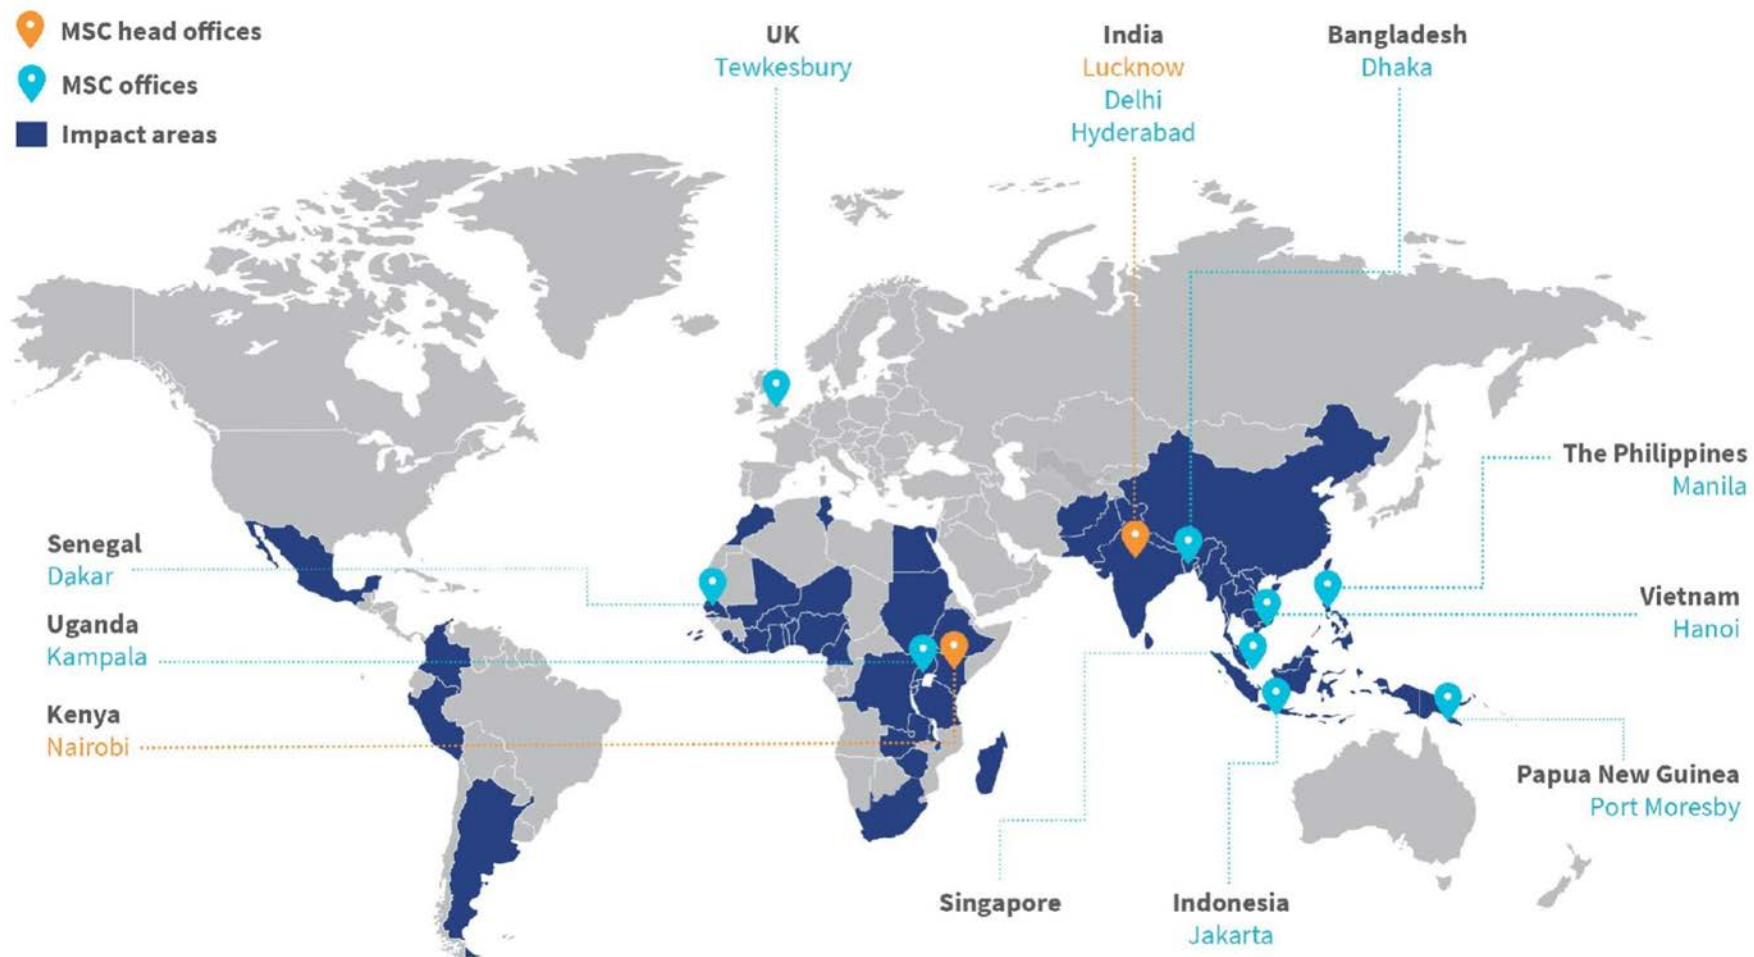 MSC head offices
MSC offices
Impact areas
UK
Tewkesbury
India
Lucknow
Delhi
Hyderabad
Bangladesh
Dhaka
The Philippines
Manila
Senegal
Dakar
Vietnam
Hanoi
Uganda
Kampala
Kenya
Nairobi
Papua New Guinea
Port Moresby
Singapore
Indonesia
Jakarta